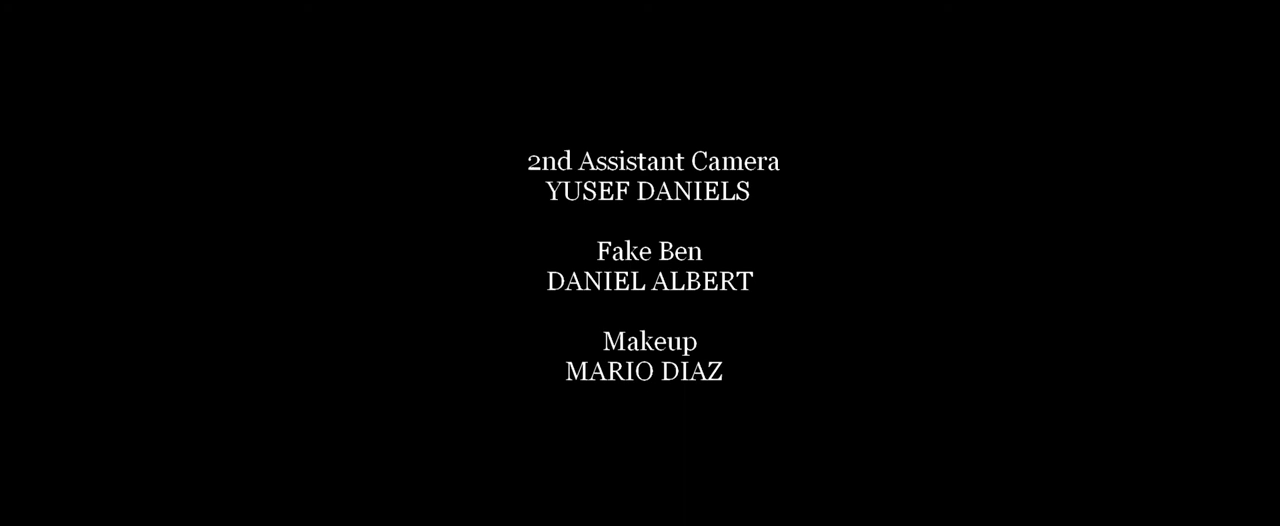 2nd Assistant Camera
YUSEF DANIELS
Fake Ben
DANIEL ALBERT
Makeup
MARIO DIAZ